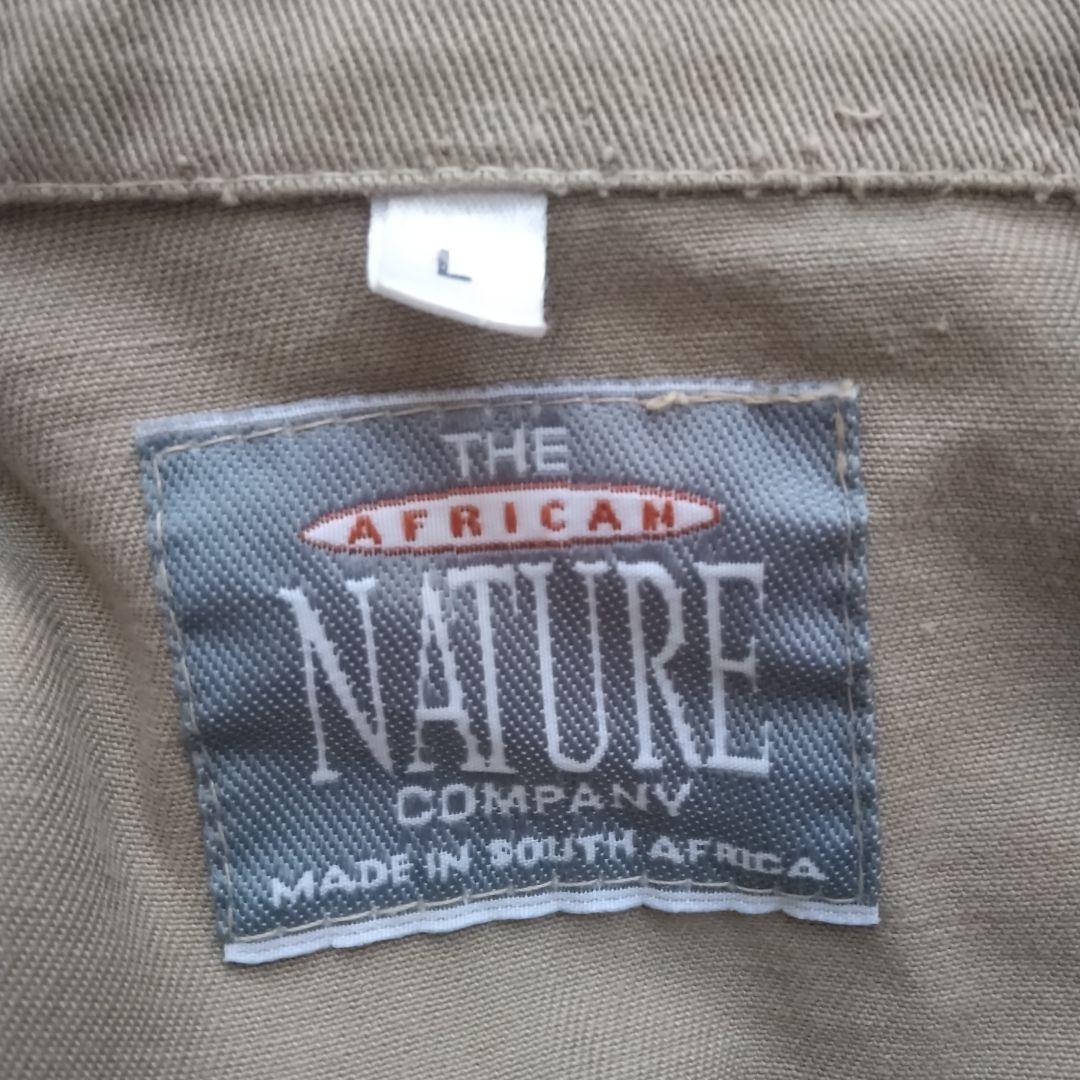 L
THE
AFRICAN
NATURE
COMPANY
MADE IN SOUTH AFRICA